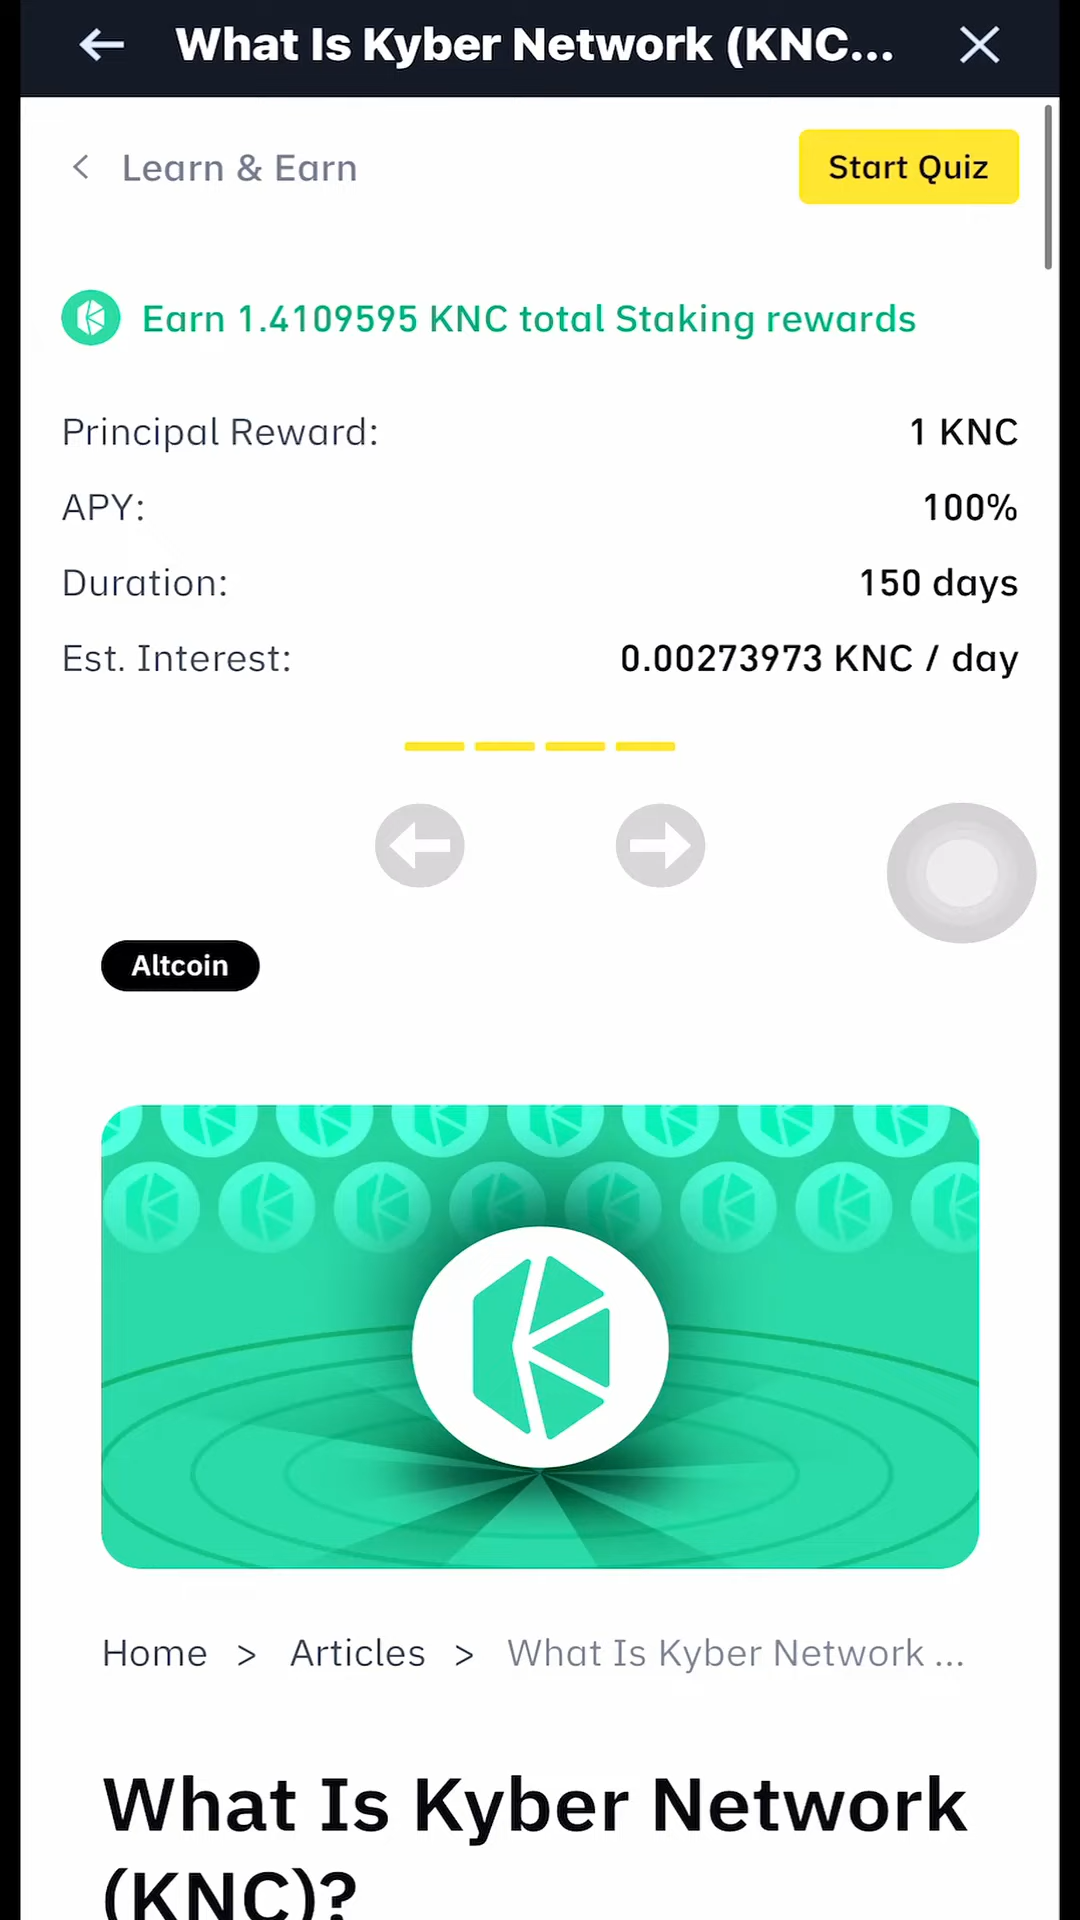 What Is Kyber Network (KNC...
Learn & Earn
Start Quiz
Earn 1.4109595 KNC total Staking rewards
Principal Reward: 1 KNC
APY: 100%
Duration: 150 days
Est. Interest: 0.00273973 KNC / day
Altcoin
Home > Articles > What Is Kyber Network ...
What Is Kyber Network
(KNC)?